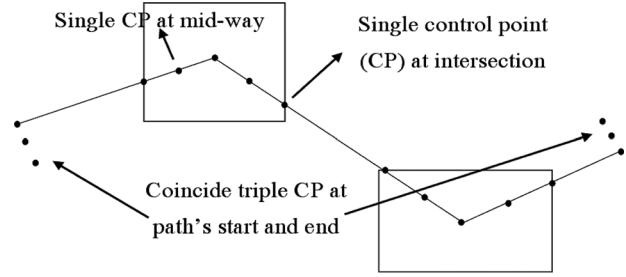 Single CP at mid-way
Single control point
(CP) at intersection
Coincide triple CP at
path's start and end